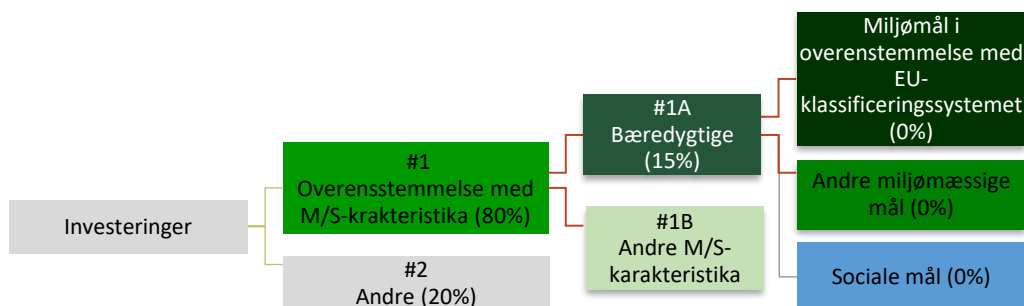 Investeringer
#1
Overensstemmelse med
M/S-krakteristika (80%)
#2
Andre (20%)
#1A
Bæredygtige
(15%)
#1B
Andre M/S-
karakteristika
Miljømål i
overenstemmelse med
EU-
klassificeringssystemet
(0%)
Andre miljømæssige
mål (0%)
Sociale mål (0%)